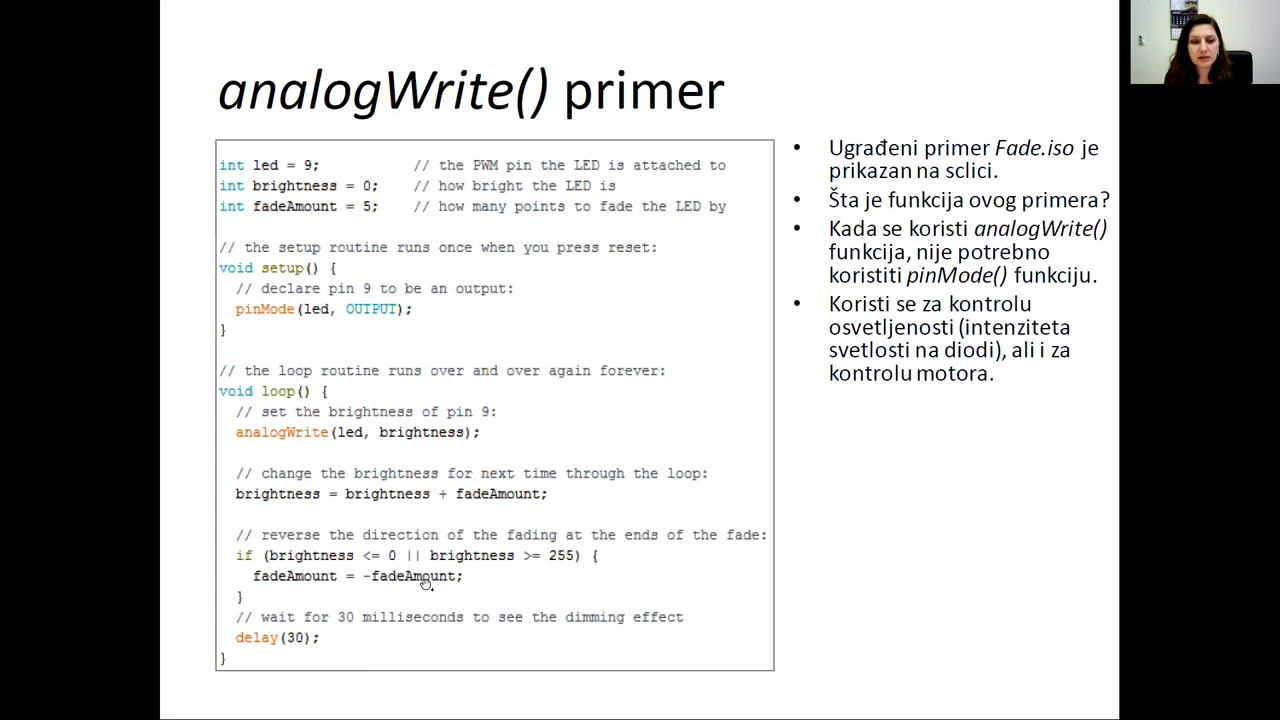 analogWrite() primer
int led = 9; // the PWM pin the LED is attached to
int brightness = 0; // how bright the LED is
int fadeAmount = 5; // how many points to fade the LED by
// the setup routine runs once when you press reset:
void setup() {
// declare pin 9 to be an output:
pinMode(led, OUTPUT);
}
// the loop routine runs over and over again forever:
void loop() {
// set the brightness of pin 9:
analogWrite(led, brightness);
// change the brightness for next time through the loop:
brightness = brightness + fadeAmount;
// reverse the direction of the fading at the ends of the fade:
if (brightness <= 0 || brightness >= 255) {
fadeAmount = -fadeAmount;
}
// wait for 30 milliseconds to see the dimming effect
delay(30);
}
• Ugrađeni primer Fade.iso je
prikazan na sclici.
• Šta je funkcija ovog primera?
• Kada se koristi analogWrite()
funkcija, nije potrebno
koristiti pinMode() funkciju.
• Koristi se za kontrolu
osvetljenosti (intenziteta
svetlosti na diodi), ali i za
kontrolu motora.